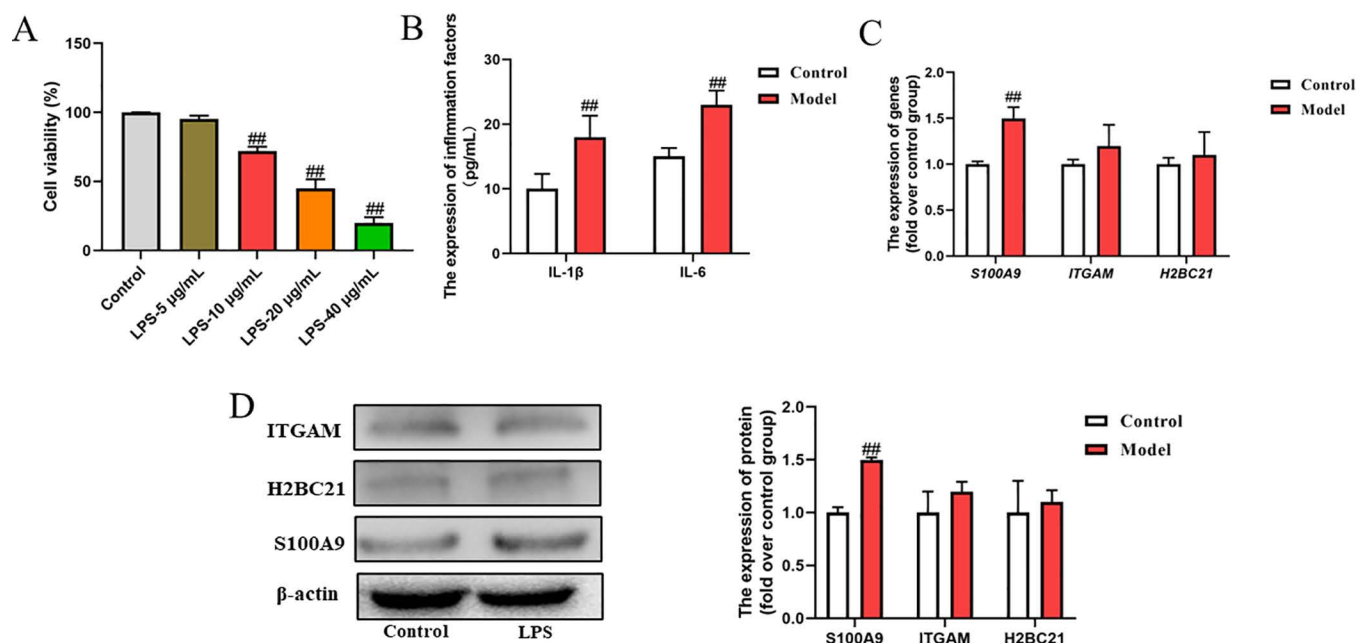 A
Cell viability (%)
150
100
50
0
##
##
##
Control
LPS-5 μg/mL
LPS-10 μg/mL
LPS-20 μg/mL
LPS-40 μg/mL
B
The expression of inflmmation factors
(pg/mL)
30
20
10
0
##
##
IL-1β
IL-6
Control
Model
C
The expression of genes
(fold over control group)
2.0
1.5
1.0
0.5
0.0
##
S100A9
ITGAM
H2BC21
Control
Model
D
ITGAM
H2BC21
S100A9
β-actin
Control
LPS
The expression of protein
(fold over control group)
2.0
1.5
1.0
0.5
0.0
##
S100A9
ITGAM
H2BC21
Control
Model